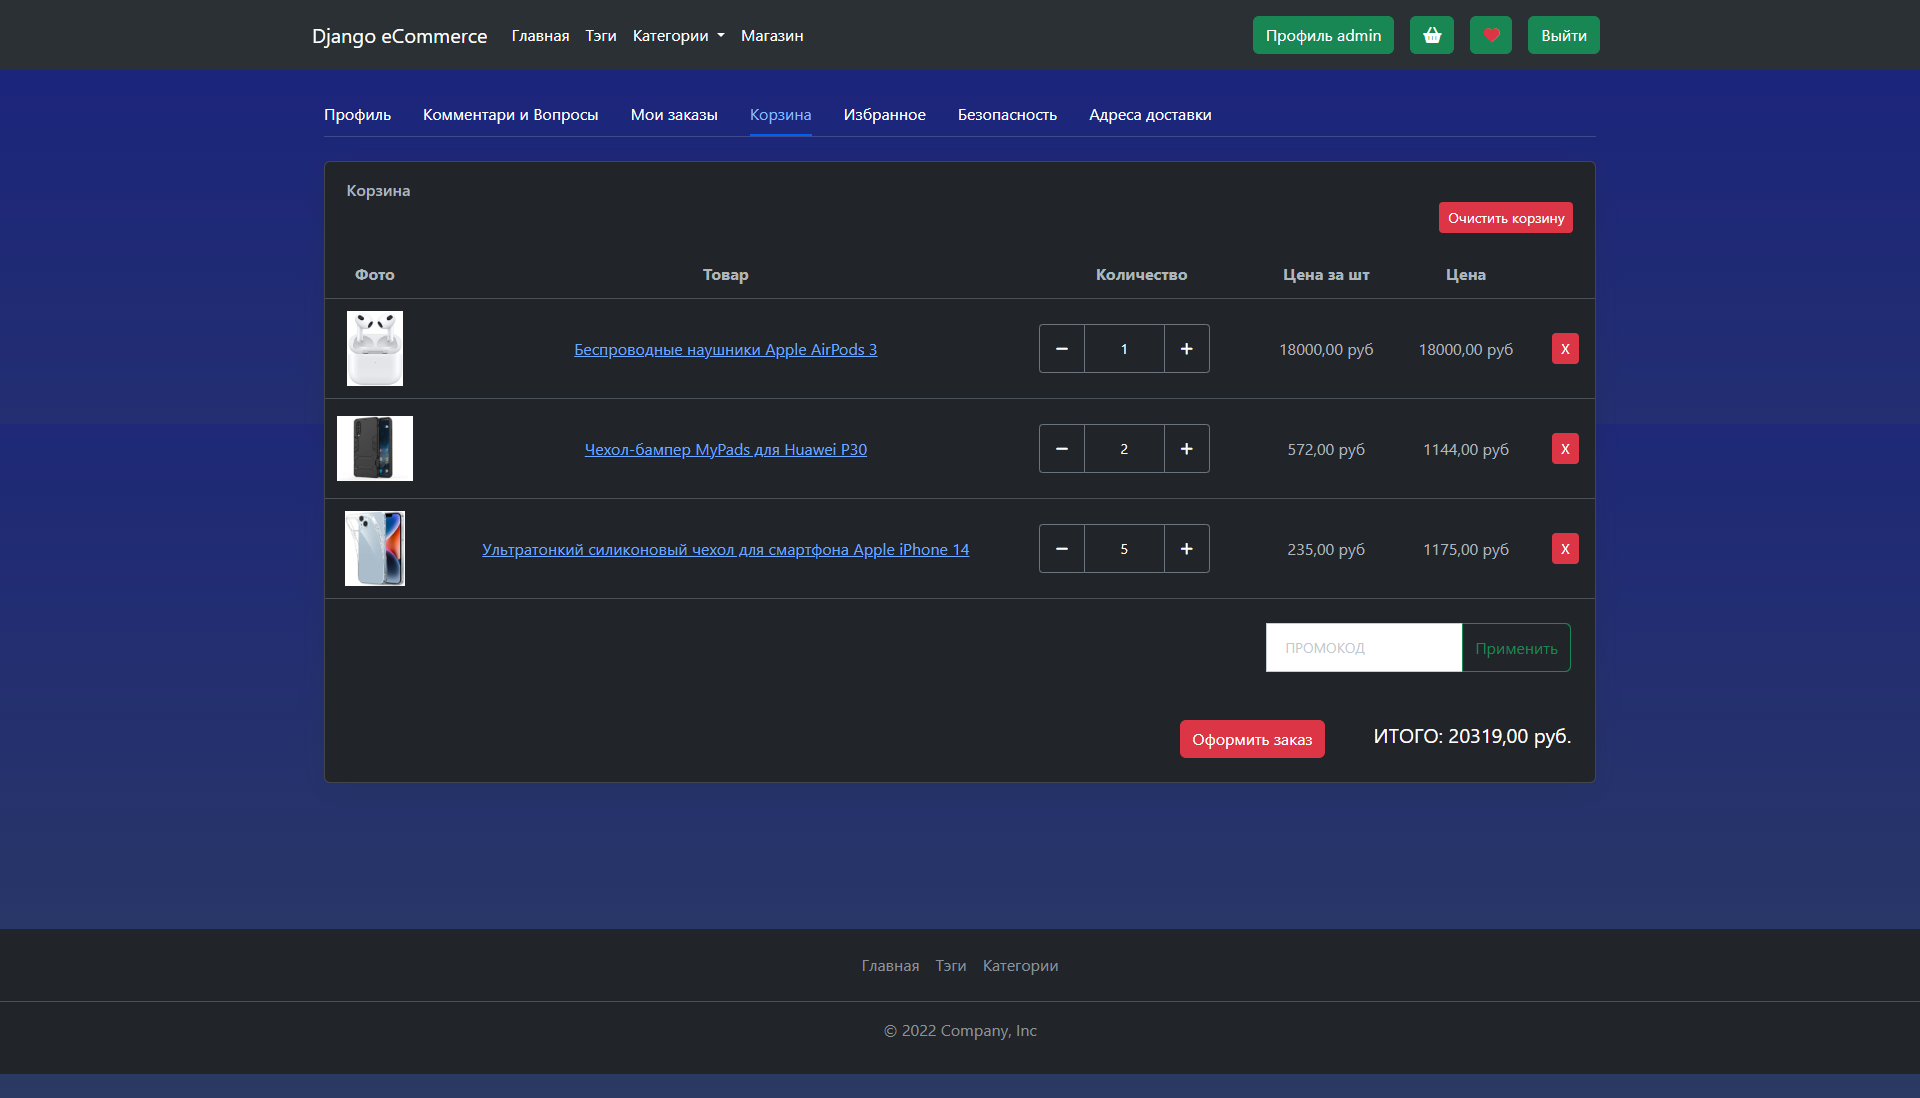 Django eCommerce Главная Тэги Категории Магазин Профиль admin Выйти
Профиль Комментари и Вопросы Мои заказы Корзина Избранное Безопасность Адреса доставки
Корзина
Очистить корзину
Фото Товар Количество Цена за шт Цена
Беспроводные наушники Apple AirPods 3 − 1 + 18000,00 руб 18000,00 руб X
Чехол-бампер MyPads для Huawei P30 − 2 + 572,00 руб 1144,00 руб X
Ультратонкий силиконовый чехол для смартфона Apple iPhone 14 − 5 + 235,00 руб 1175,00 руб X
ПРОМОКОД Применить
Оформить заказ ИТОГО: 20319,00 руб.
Главная Тэги Категории
© 2022 Company, Inc